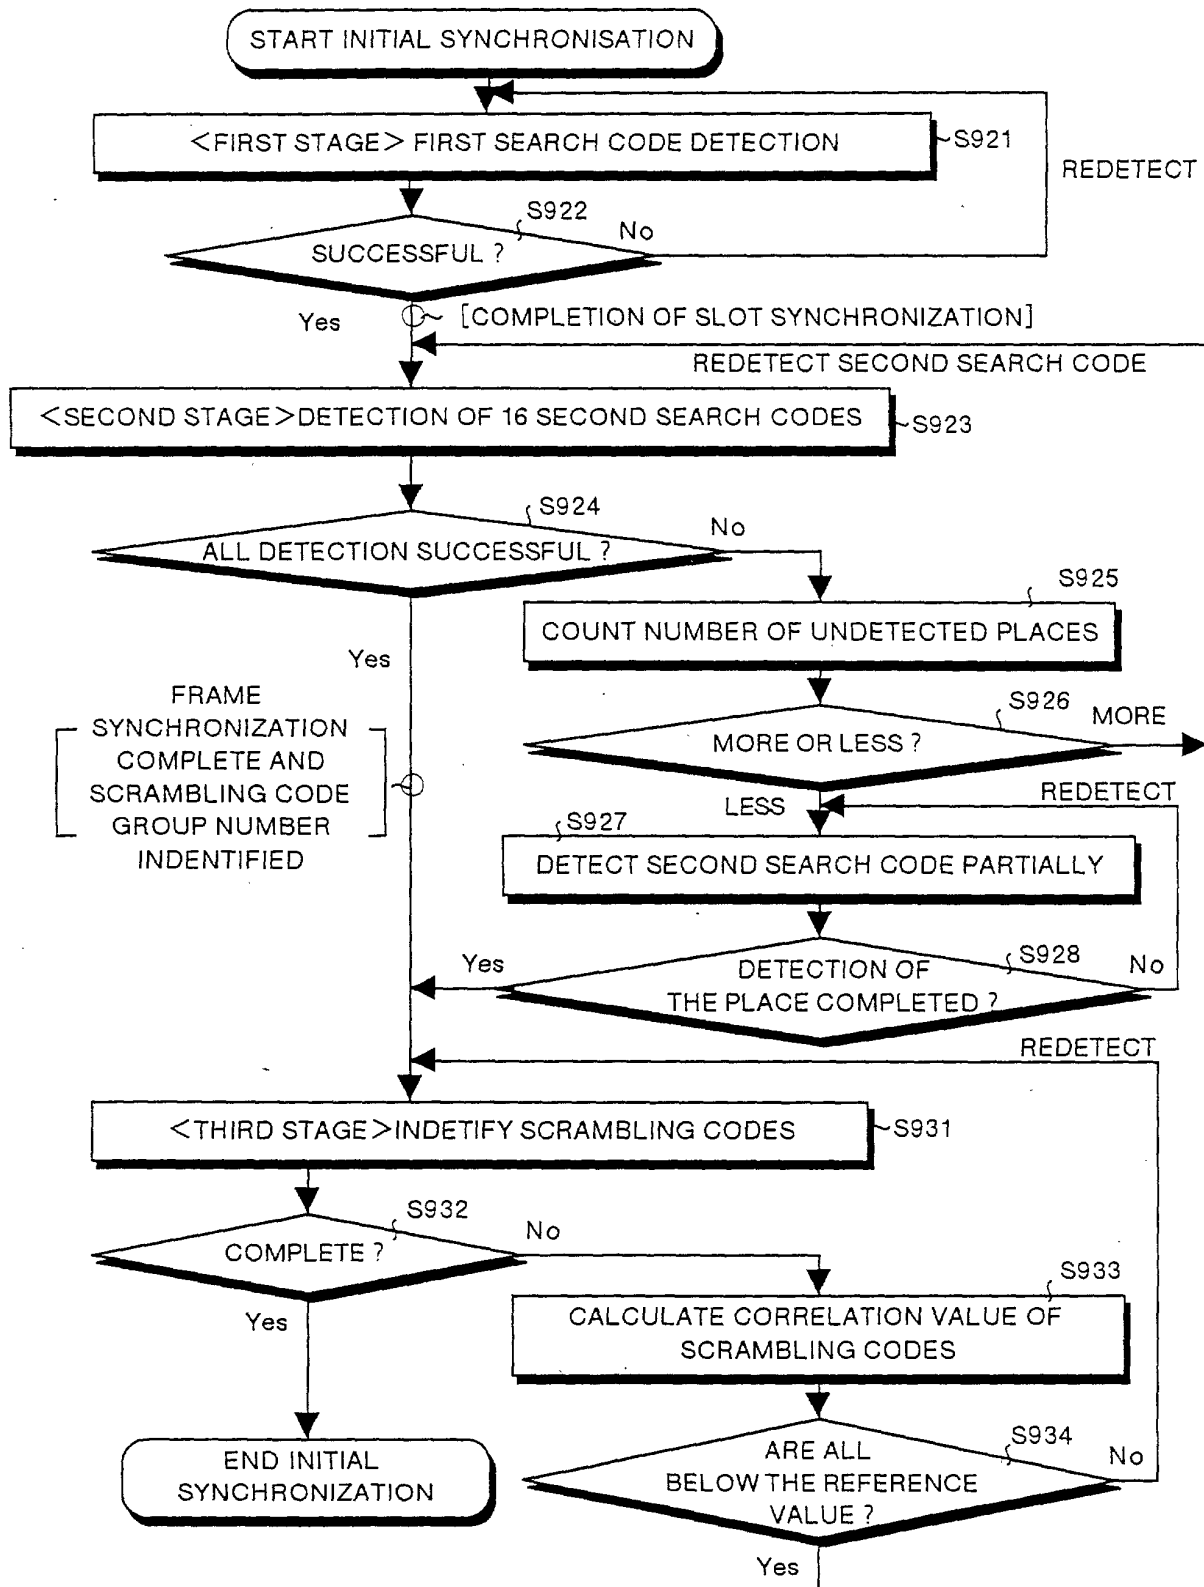 START INITIAL SYNCHRONISATION
<FIRST STAGE> FIRST SEARCH CODE DETECTION
S921
REDETECT
S922
SUCCESSFUL ?
No
Yes
[COMPLETION OF SLOT SYNCHRONIZATION]
REDETECT SECOND SEARCH CODE
<SECOND STAGE>DETECTION OF 16 SECOND SEARCH CODES
S923
S924
ALL DETECTION SUCCESSFUL ?
No
S925
COUNT NUMBER OF UNDETECTED PLACES
Yes
FRAME
SYNCHRONIZATION
COMPLETE AND
SCRAMBLING CODE
GROUP NUMBER
INDENTIFIED
S926
MORE OR LESS ?
MORE
LESS
REDETECT
S927
DETECT SECOND SEARCH CODE PARTIALLY
S928
DETECTION OF
THE PLACE COMPLETED ?
Yes
No
REDETECT
<THIRD STAGE>INDETIFY SCRAMBLING CODES
S931
S932
COMPLETE ?
No
Yes
S933
CALCULATE CORRELATION VALUE OF
SCRAMBLING CODES
END INITIAL
SYNCHRONIZATION
S934
ARE ALL
BELOW THE REFERENCE
VALUE ?
No
Yes